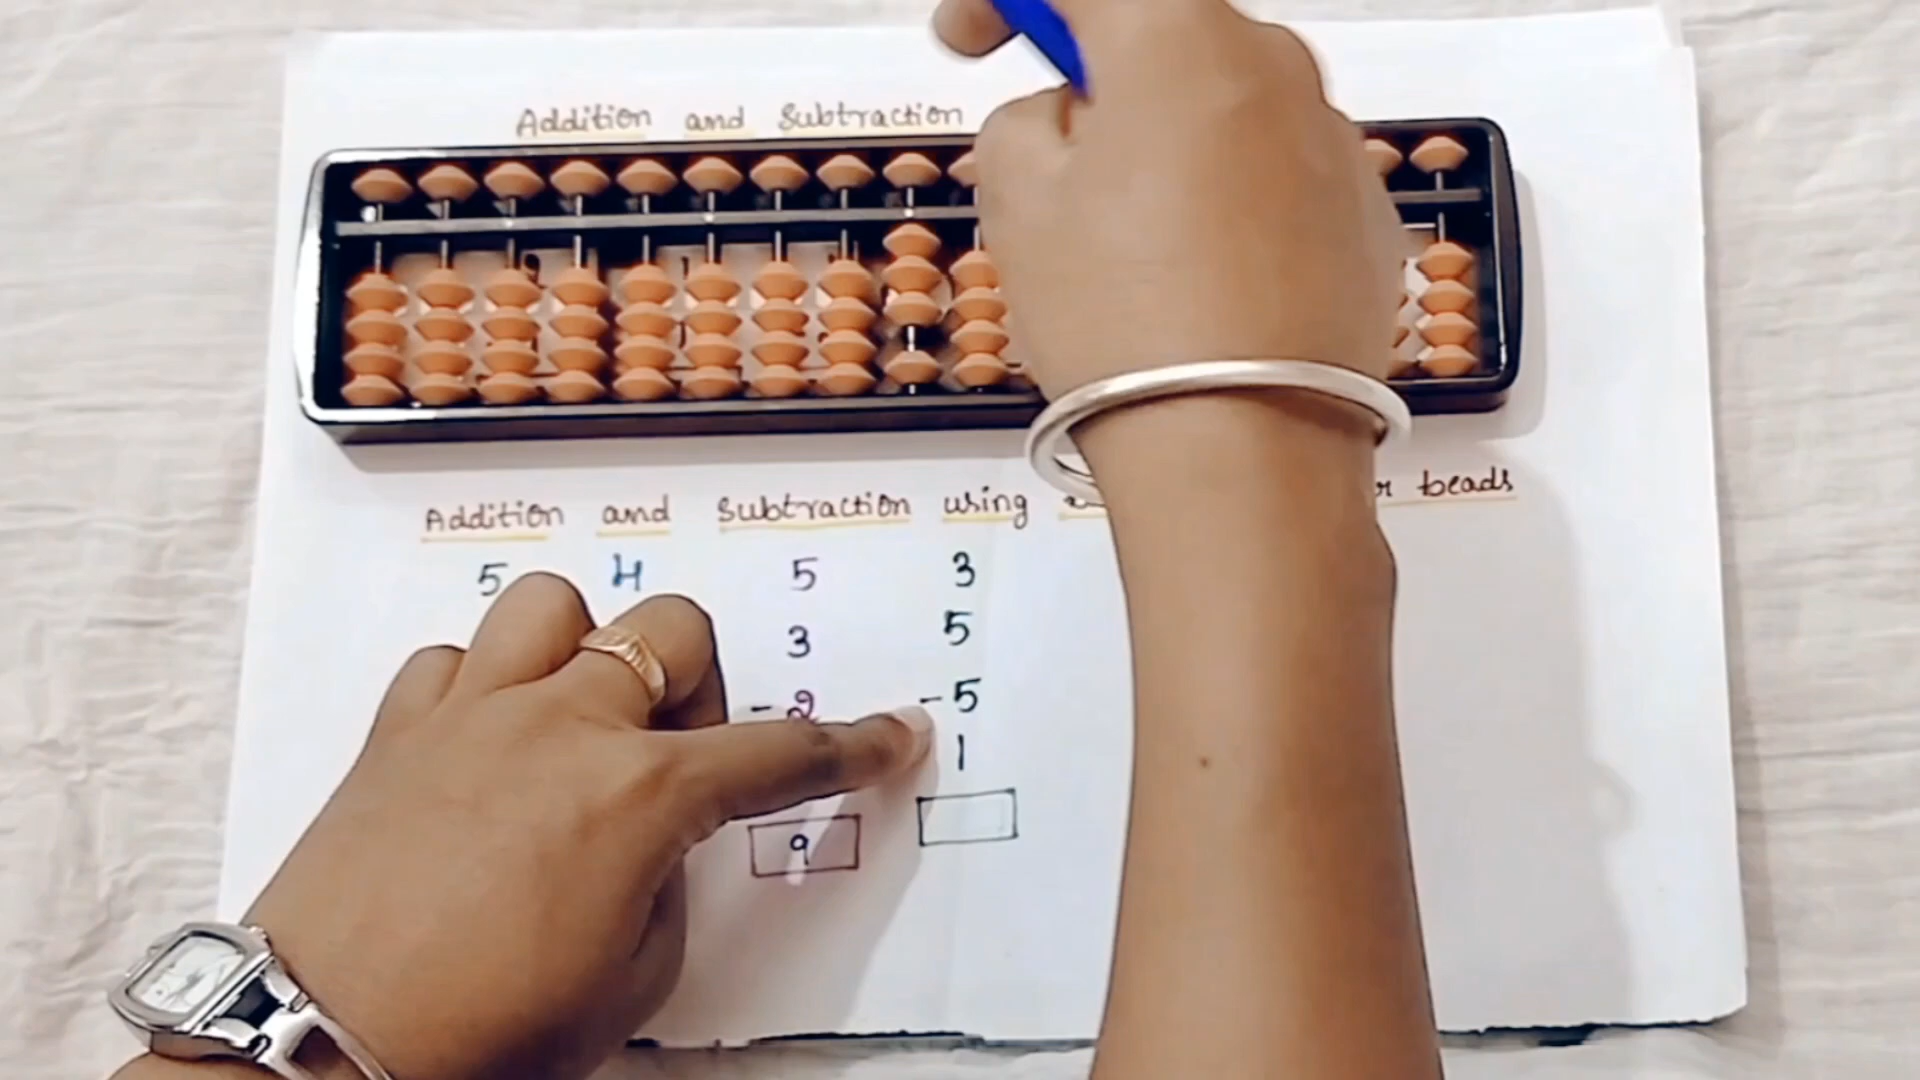 Addition and Subtraction
Addition and Subtraction using beads
5 4 5 3
3 5
-2 -5
1
9